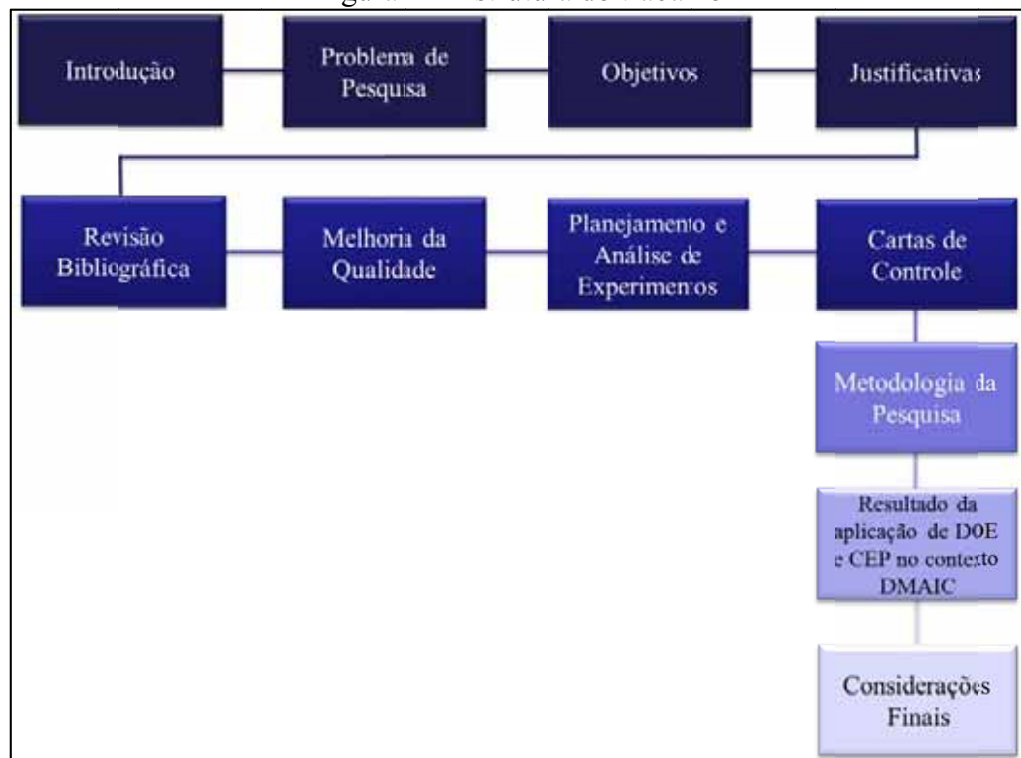 Introdução
Problema de
Pesquisa
Objetivos
Justificativas
Revisão
Bibliográfica
Melhoria da
Qualidade
Planejamento e
Análise de
Experimentos
Cartas de
Controle
Metodologia da
Pesquisa
Resultado da
aplicação de DOE
e CEP no contexto
DMAIC
Considerações
Finais